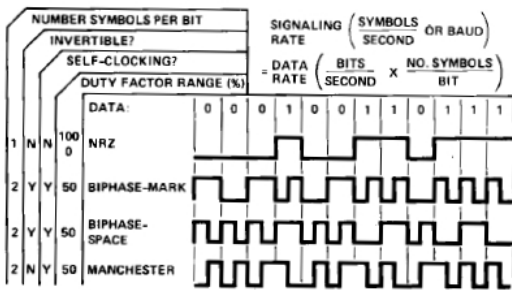 NUMBER SYMBOLS PER BIT
INVERTIBLE?
SELF-CLOCKING?
DUTY FACTOR RANGE (%)
SIGNALING RATE (SYMBOLS/SECOND OR BAUD)
= DATA RATE (BITS/SECOND X NO. SYMBOLS/BIT)
DATA: 0 0 0 1 0 0 1 1 0 1 1 1
1 N N 100 0 NRZ
2 Y Y 50 BIPHASE-MARK
2 Y Y 50 BIPHASE-SPACE
2 N Y 50 MANCHESTER